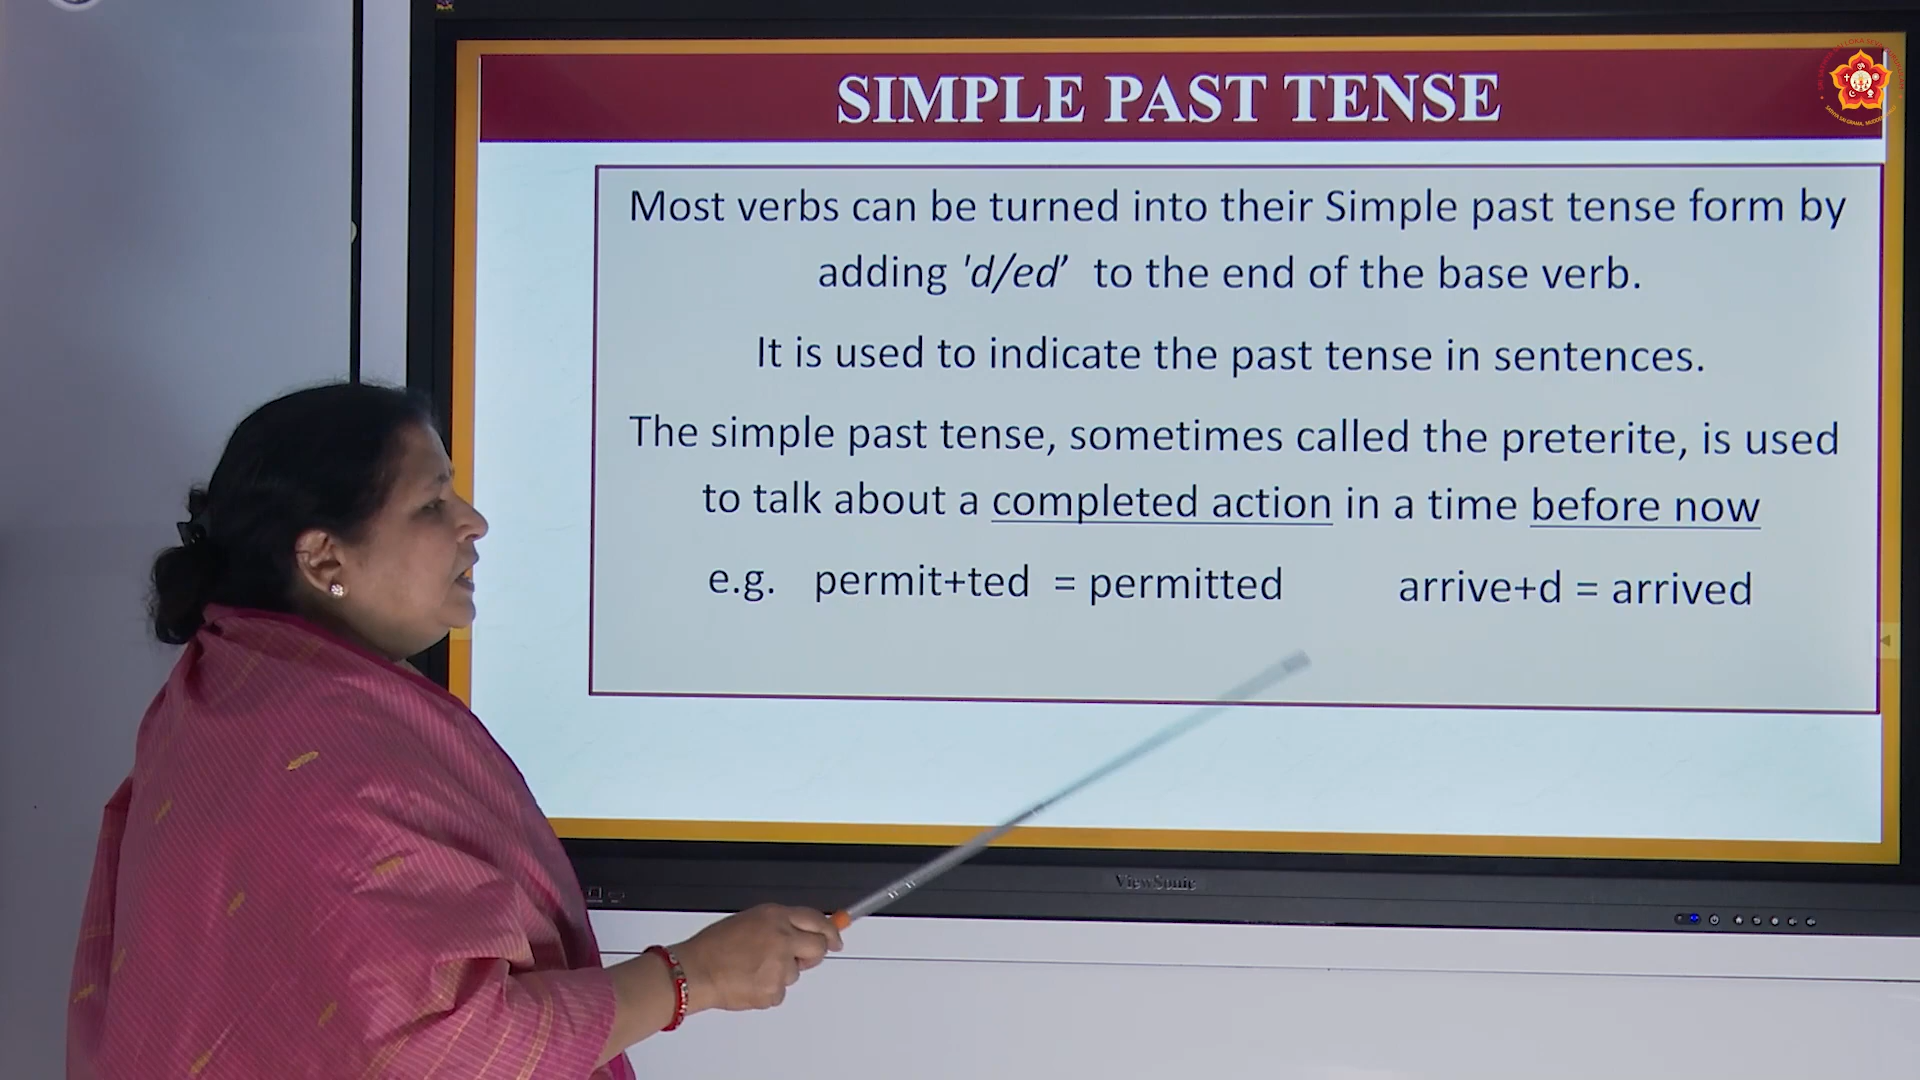 SIMPLE PAST TENSE
Most verbs can be turned into their Simple past tense form by
adding 'd/ed’ to the end of the base verb.
It is used to indicate the past tense in sentences.
The simple past tense, sometimes called the preterite, is used
to talk about a completed action in a time before now
e.g. permit+ted = permitted arrive+d = arrived
ViewSonic